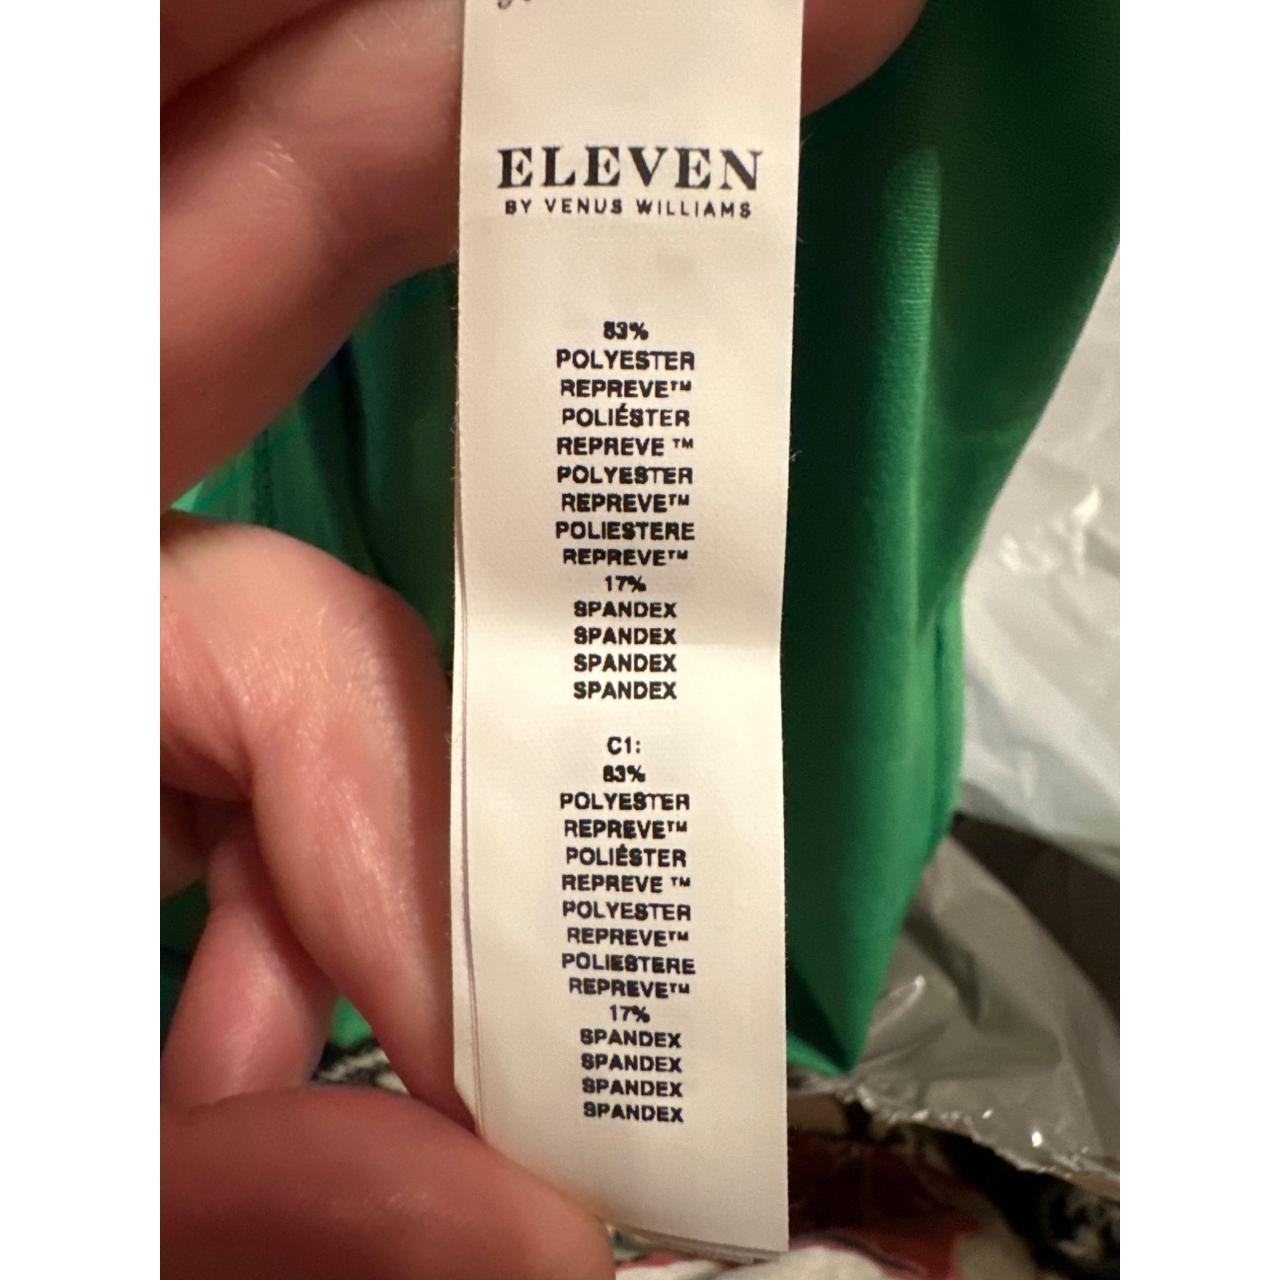 ELEVEN
BY VENUS WILLIAMS
83%
POLYESTER
REPREVE™
POLIÉSTER
REPREVE ™
POLYESTER
REPREVE™
POLIESTERE
REPREVE™
17%
SPANDEX
SPANDEX
SPANDEX
SPANDEX
C1:
83%
POLYESTER
REPREVE™
POLIÉSTER
REPREVE ™
POLYESTER
REPREVE™
POLIESTERE
REPREVE™
17%
SPANDEX
SPANDEX
SPANDEX
SPANDEX